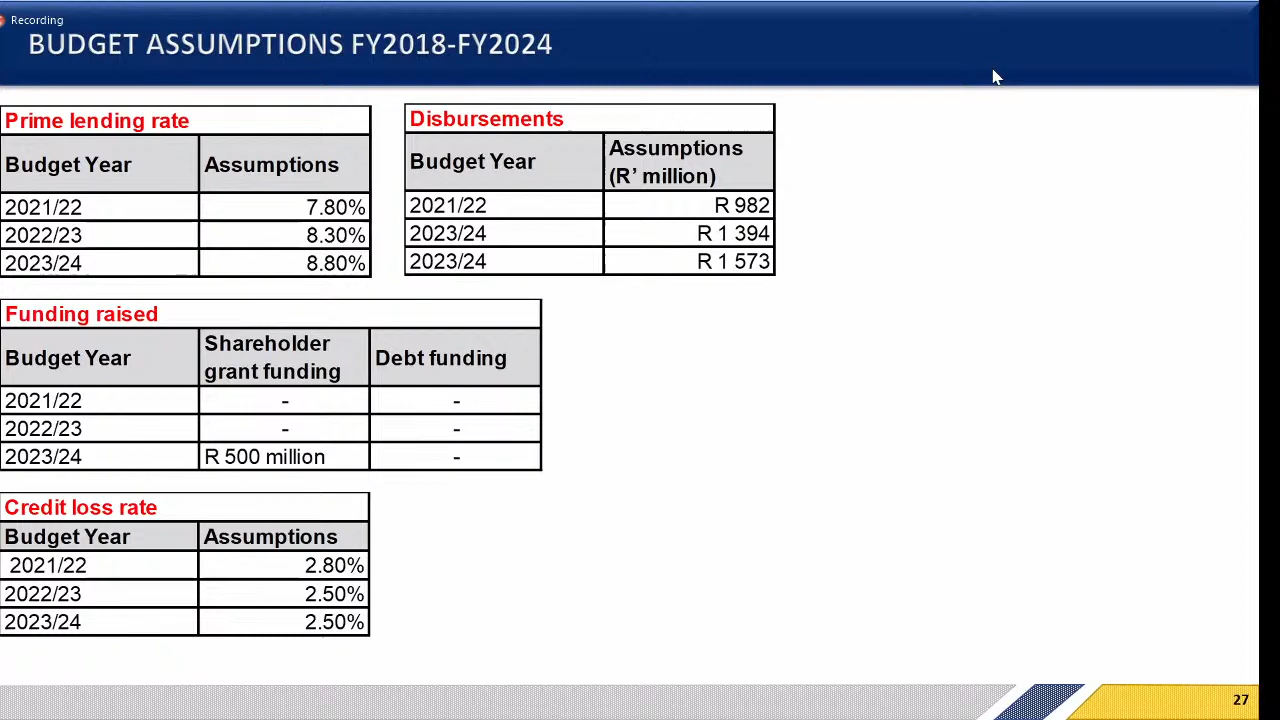 Recording
BUDGET ASSUMPTIONS FY2018-FY2024
Prime lending rate
Budget Year Assumptions
2021/22 7.80%
2022/23 8.30%
2023/24 8.80%
Disbursements
Budget Year Assumptions (R’ million)
2021/22 R 982
2023/24 R 1 394
2023/24 R 1 573
Funding raised
Budget Year Shareholder grant funding Debt funding
2021/22 - -
2022/23 - -
2023/24 R 500 million -
Credit loss rate
Budget Year Assumptions
2021/22 2.80%
2022/23 2.50%
2023/24 2.50%
27